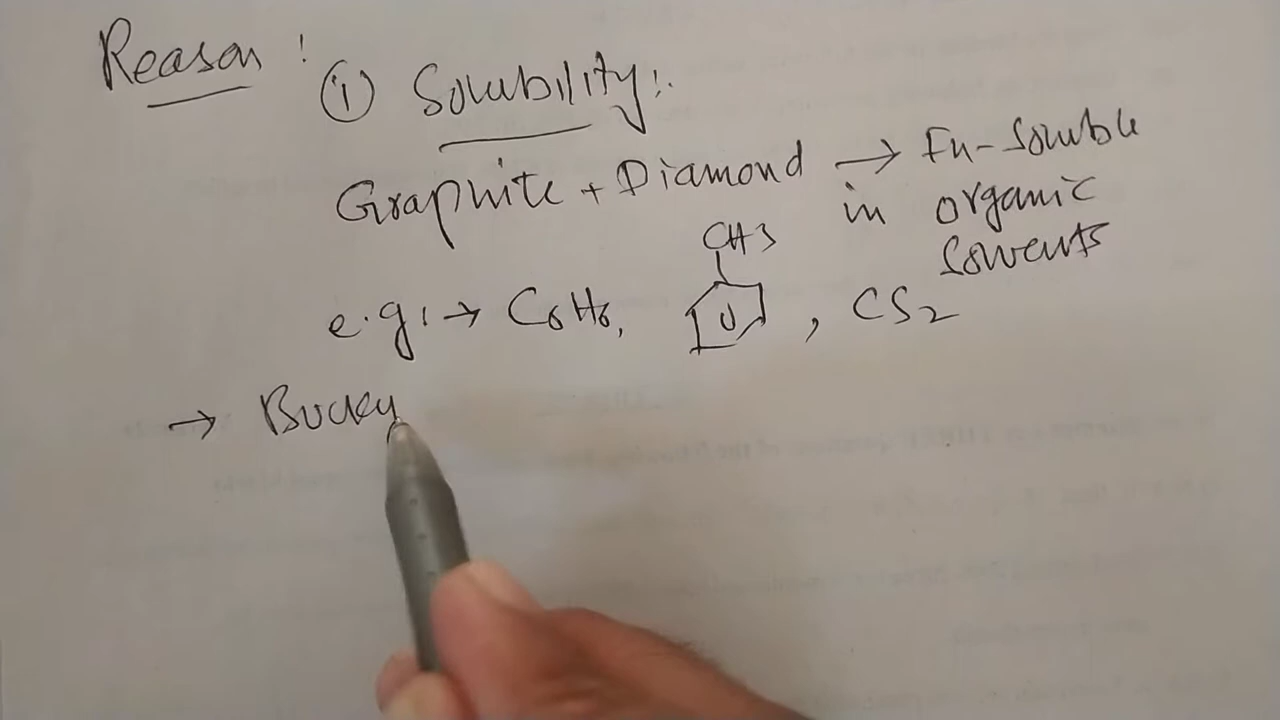 Reason :
① Solubility :-
Graphite + Diamond → In-Soluble
in organic
Solvents
CH3
e.g. → C6H6, , CS2
→ Bucky